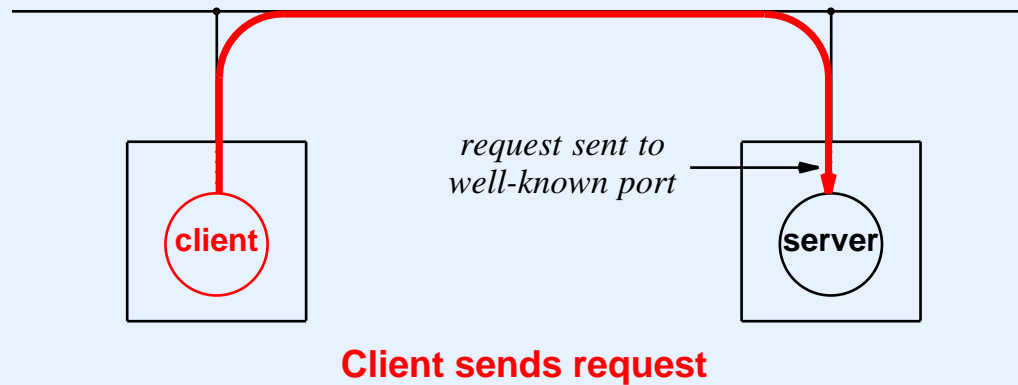 request sent to
well-known port
client
server
Client sends request